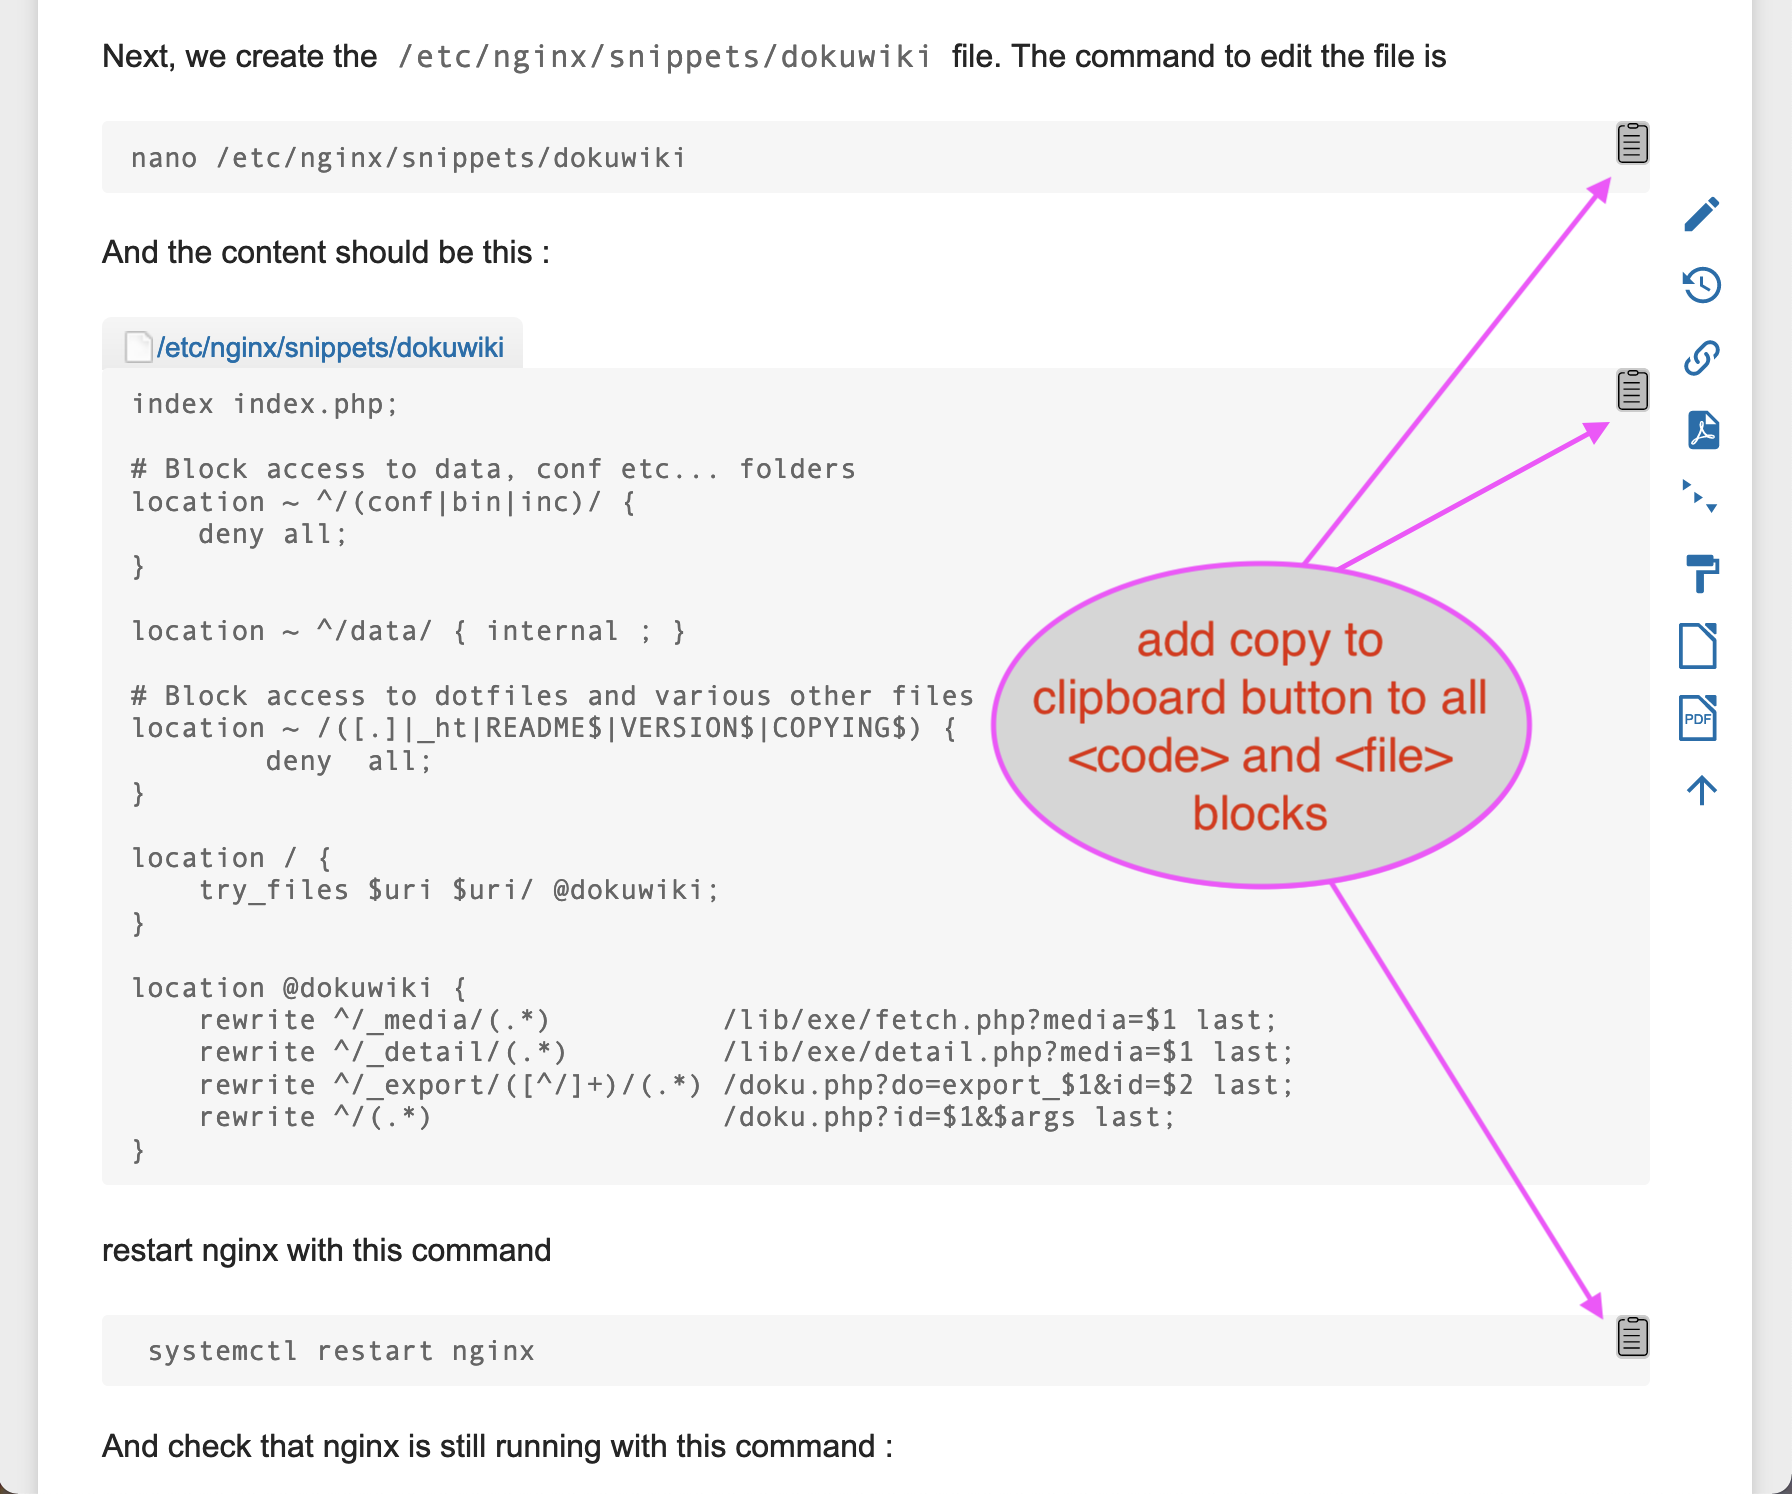 Next, we create the /etc/nginx/snippets/dokuwiki file. The command to edit the file is
nano /etc/nginx/snippets/dokuwiki
And the content should be this :
/etc/nginx/snippets/dokuwiki
index index.php;

# Block access to data, conf etc... folders
location ~ ^/(conf|bin|inc)/ {
    deny all;
}

location ~ ^/data/ { internal ; }

# Block access to dotfiles and various other files
location ~ /([.]|_ht|README$|VERSION$|COPYING$) {
        deny  all;
}

location / {
    try_files $uri $uri/ @dokuwiki;
}

location @dokuwiki {
    rewrite ^/_media/(.*)          /lib/exe/fetch.php?media=$1 last;
    rewrite ^/_detail/(.*)         /lib/exe/detail.php?media=$1 last;
    rewrite ^/_export/([^/]+)/(.*) /doku.php?do=export_$1&id=$2 last;
    rewrite ^/(.*)                 /doku.php?id=$1&$args last;
}
add copy to
clipboard button to all
<code> and <file>
blocks
PDF
restart nginx with this command
systemctl restart nginx
And check that nginx is still running with this command :